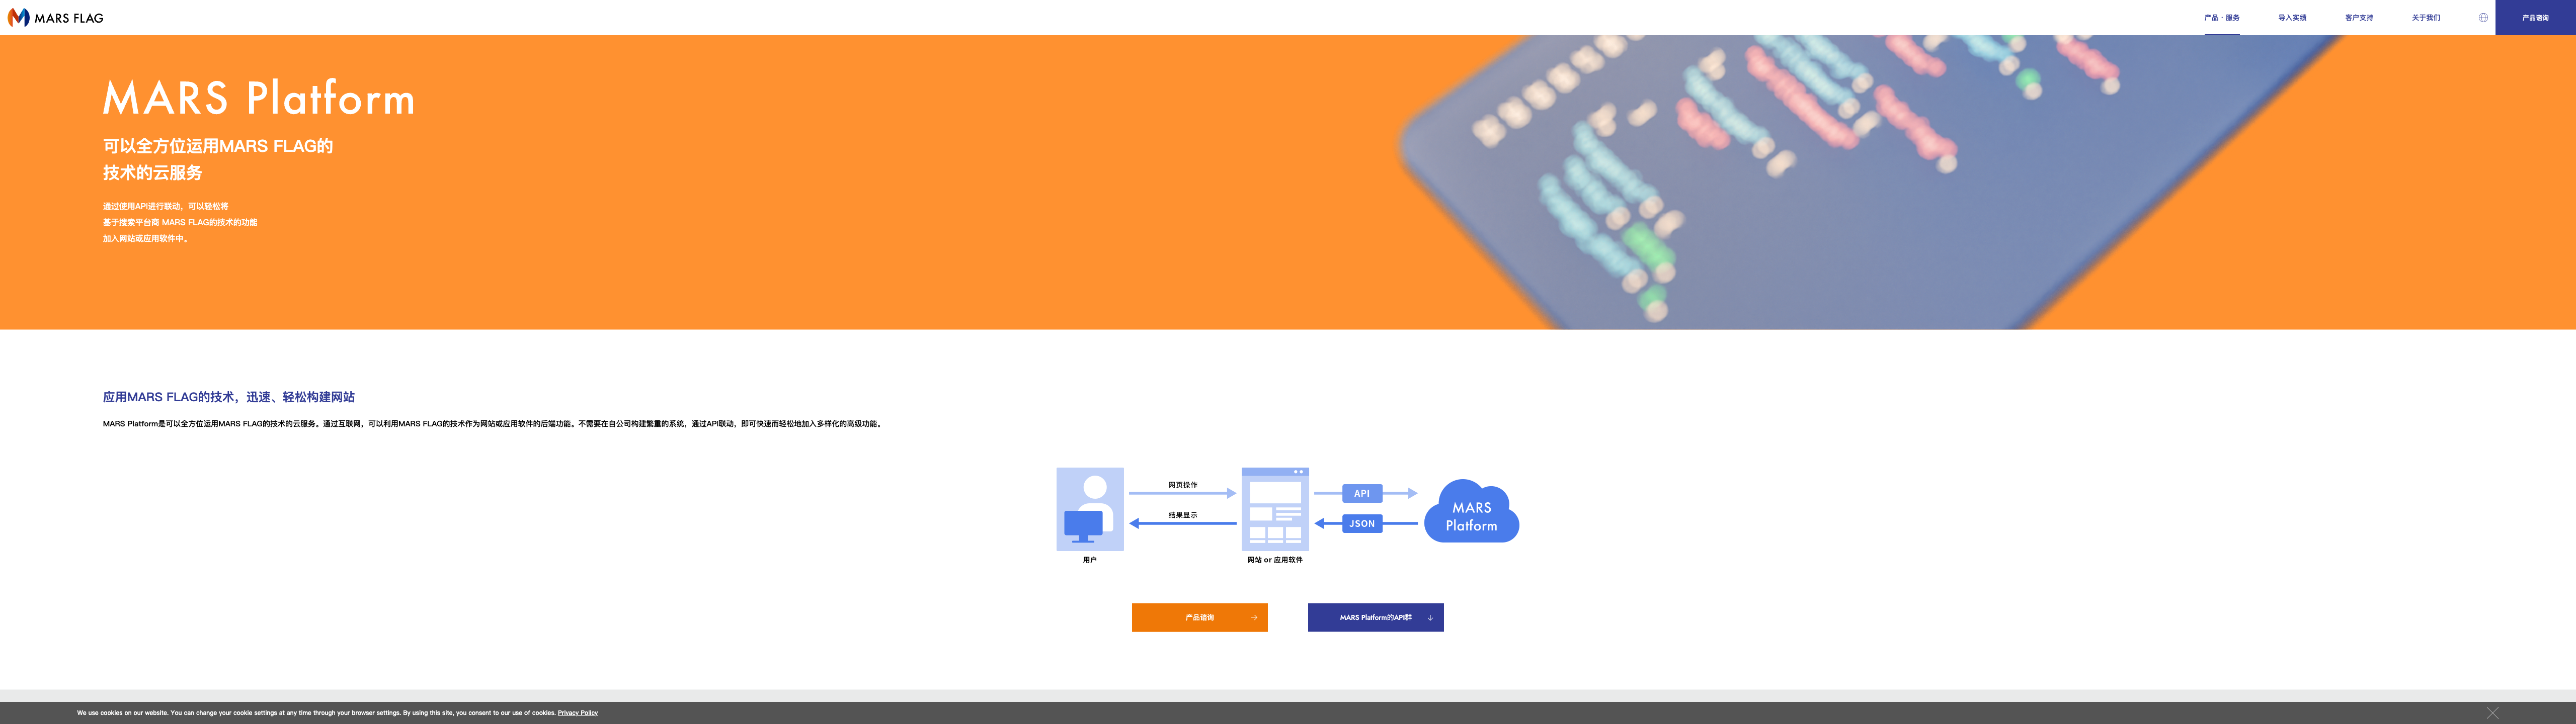 MARS FLAG
产品・服务
导入实绩
客户支持
关于我们
产品谘询
MARS Platform
可以全方位运用MARS FLAG的
技术的云服务
通过使用API进行联动，可以轻松将
基于搜索平台商 MARS FLAG的技术的功能
加入网站或应用软件中。
应用MARS FLAG的技术，迅速、轻松构建网站
MARS Platform是可以全方位运用MARS FLAG的技术的云服务。通过互联网，可以利用MARS FLAG的技术作为网站或应用软件的后端功能。不需要在自公司构建繁重的系统，通过API联动，即可快速而轻松地加入多样化的高级功能。
网页操作
API
结果显示
JSON
MARS
Platform
用户
网站 or 应用软件
产品谘询
MARS Platform的API群
We use cookies on our website. You can change your cookie settings at any time through your browser settings. By using this site, you consent to our use of cookies. Privacy Policy